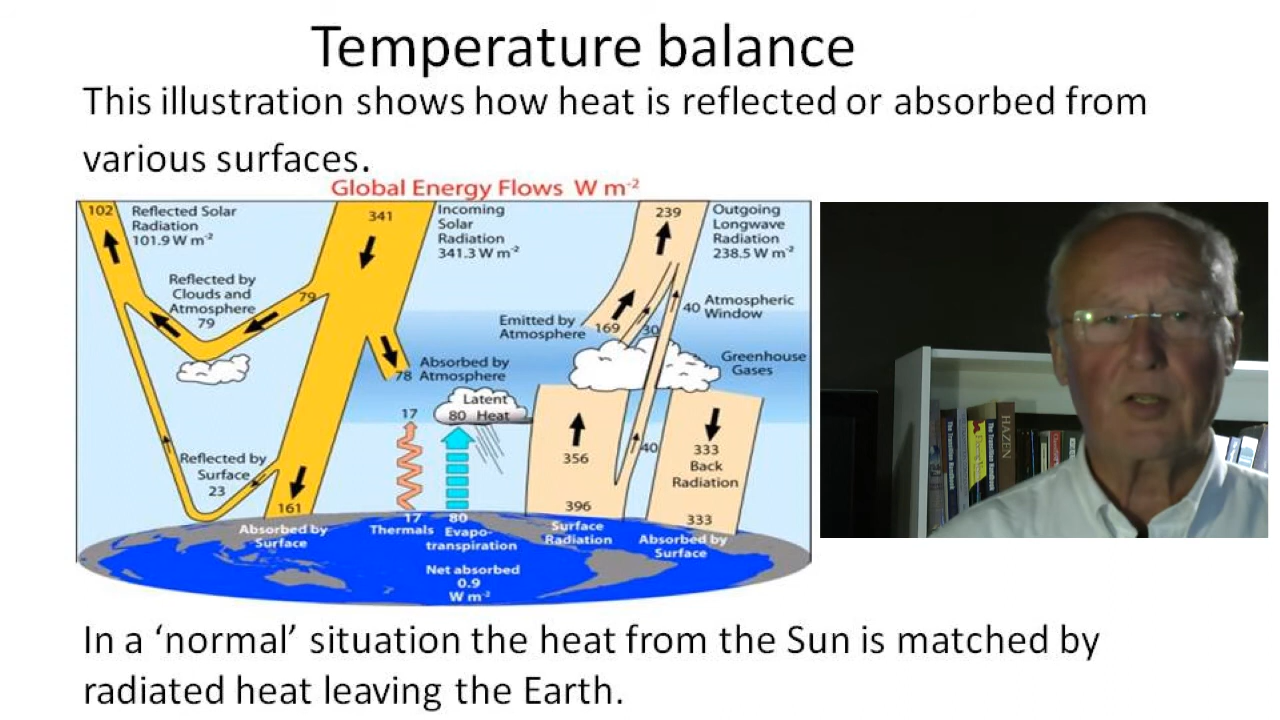 Temperature balance
This illustration shows how heat is reflected or absorbed from
various surfaces.
Global Energy Flows W m-2
102
Reflected Solar
Radiation
101.9 W m-2
341
Incoming
Solar
Radiation
341.3 W m-2
239
Outgoing
Longwave
Radiation
238.5 W m-2
Reflected by
Clouds and
Atmosphere
79
79
Emitted by
Atmosphere
169
30
40
Atmospheric
Window
Greenhouse
Gases
Absorbed by
78 Atmosphere
Latent
80 Heat
17
356
40
333
Back
Radiation
Reflected by
Surface
23
161
Absorbed by
Surface
17
Thermals
80
Evapo-
transpiration
396
Surface
Radiation
333
Absorbed by
Surface
Net absorbed
0.9
W m-2
HAZEN
The Transition Handbook
In a ‘normal’ situation the heat from the Sun is matched by
radiated heat leaving the Earth.